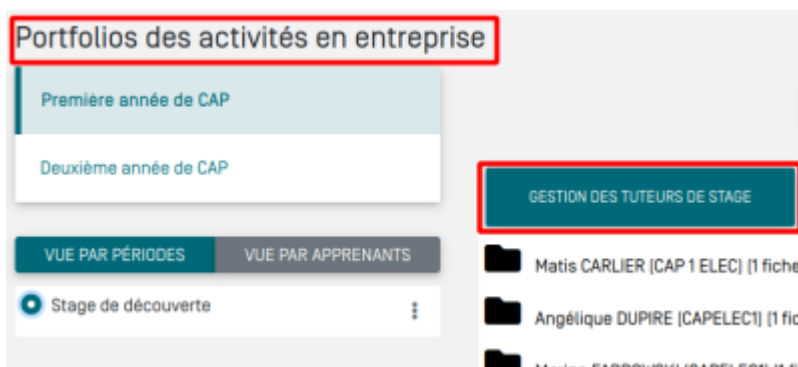 Portfolios des activités en entreprise
Première année de CAP
Deuxième année de CAP
VUE PAR PÉRIODES
VUE PAR APPRENANTS
Stage de découverte
GESTION DES TUTEURS DE STAGE
Matis CARLIER (CAP 1 ELEC) (1 fiche
Angélique DUPIRE (CAPELEC1) (1 fic